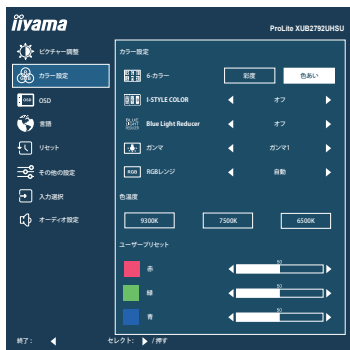 iiyama
ProLite XUB2792UHSU
ピクチャー調整
カラー設定
OSD
言語
リセット
その他の設定
入力選択
オーディオ設定
カラー設定
6-カラー 彩度 色あい
i-STYLE COLOR オフ
Blue Light Reducer オフ
ガンマ ガンマ1
RGB RGBレンジ 自動
色温度
9300K 7500K 6500K
ユーザープリセット
赤 50
緑 50
青 50
終了: セレクト: /押す